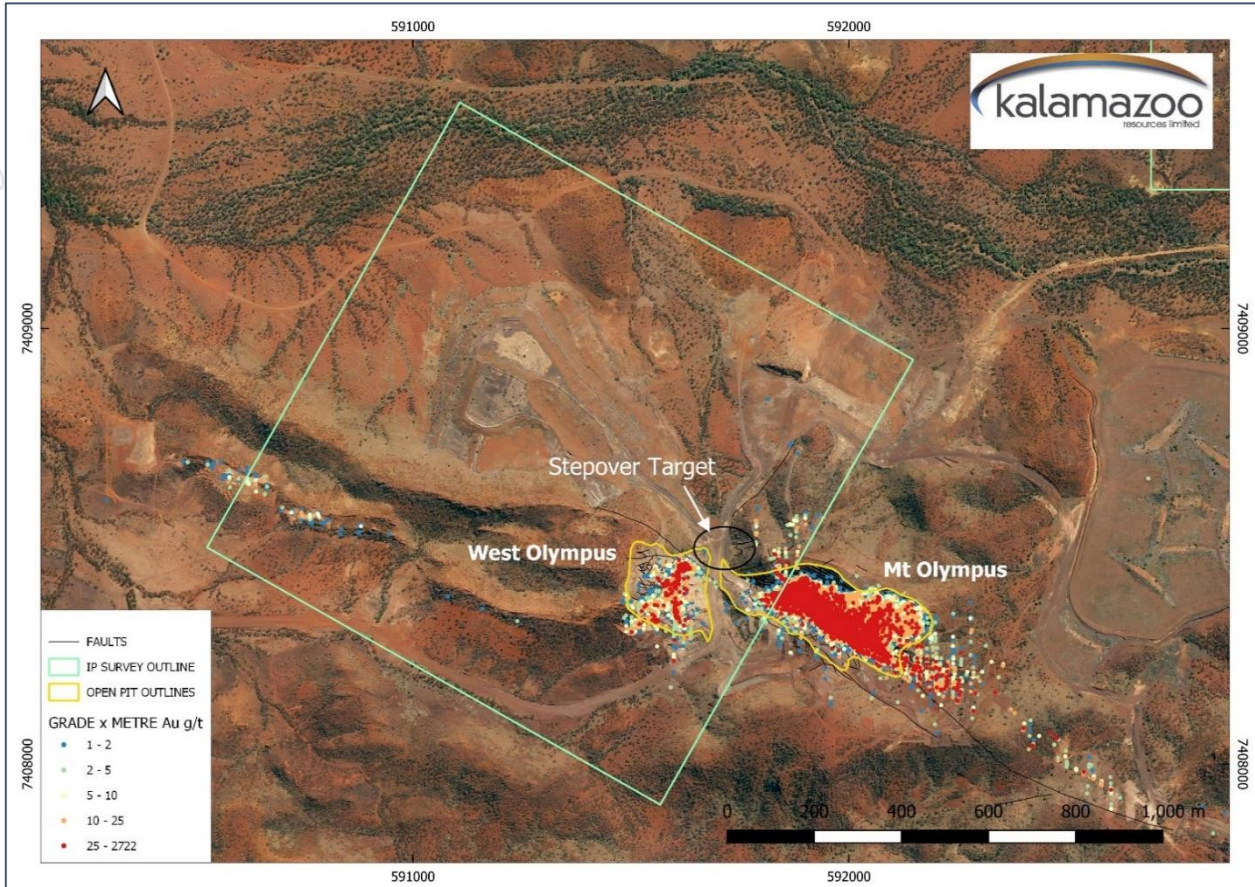 591000
592000
kalamazoo
resources limited
7409000
7409000
Stepover Target
West Olympus
Mt Olympus
FAULTS
IP SURVEY OUTLINE
OPEN PIT OUTLINES
GRADE x METRE Au g/t
1 - 2
2 - 5
5 - 10
10 - 25
25 - 2722
7408000
7408000
0 200 400 600 800 1,000 m
591000
592000